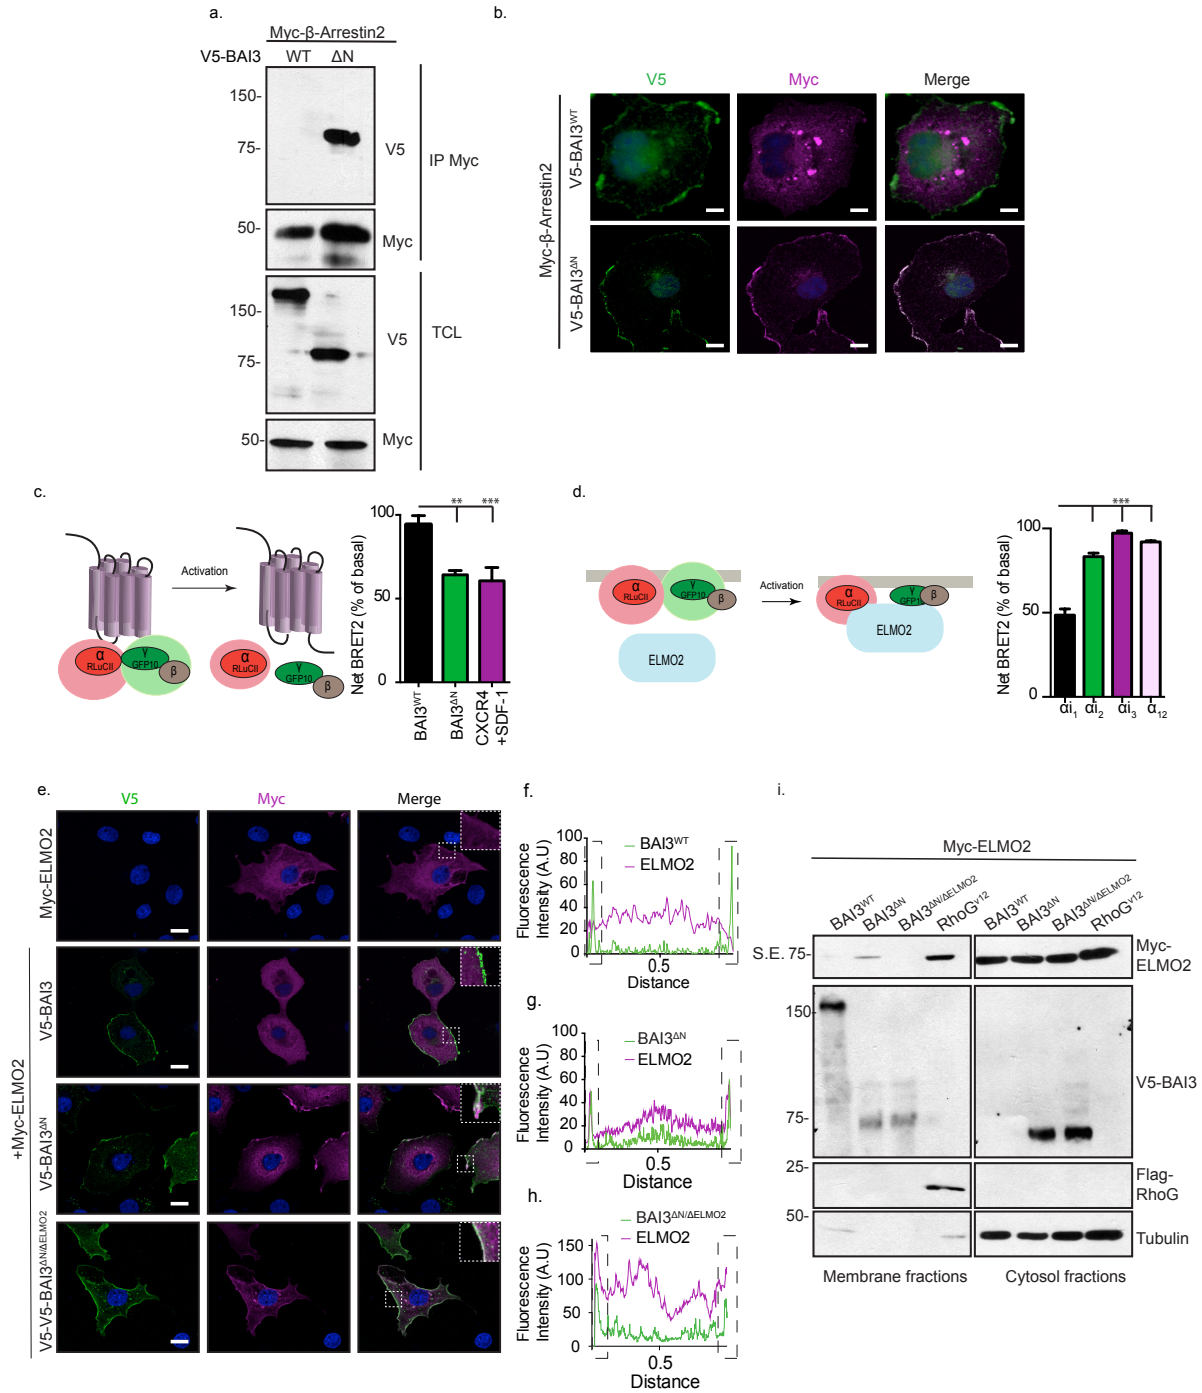 a.
Myc-β-Arrestin2
V5-BAI3 WT ΔN
150-
75-
V5
IP Myc
50-
Myc
150-
75-
V5
TCL
50-
Myc
b.
V5 Myc Merge
Myc-β-Arrestin2
V5-BAI3WT
V5-BAI3ΔN
c.
Activation
α
RLuCII
γ
GFP10
β
α
RLuCII
γ
GFP10
β
Net BRET2 (% of basal)
100
50
0
** ***
BAI3WT
BAI3ΔN
CXCR4
+SDF-1
d.
α
RLuCII
γ
GFP10
β
ELMO2
Activation
α
RLuCII
γ
GFP1
β
ELMO2
Net BRET2 (% of basal)
100
50
0
***
αi1 αi2 αi3 α12
e.
V5 Myc Merge
Myc-ELMO2
+Myc-ELMO2
V5-BAI3
V5-BAI3ΔN
V5-V5-BAI3ΔN/ΔELMO2
f.
Fluorescence
Intensity (A.U)
100
80
60
40
20
0
BAI3WT
ELMO2
0.5
Distance
g.
Fluorescence
Intensity (A.U)
100
80
60
40
20
0
BAI3ΔN
ELMO2
0.5
Distance
h.
BAI3ΔN/ΔELMO2
ELMO2
Fluorescence
Intensity (A.U)
150
100
50
0
0.5
Distance
i.
Myc-ELMO2
BAI3WT BAI3ΔN BAI3ΔN/ΔELMO2 RhoGv12 BAI3WT BAI3ΔN BAI3ΔN/ΔELMO2 RhoGv12
S.E. 75-
Myc-
ELMO2
150-
V5-BAI3
75-
25-
Flag-
RhoG
50-
Tubulin
Membrane fractions Cytosol fractions